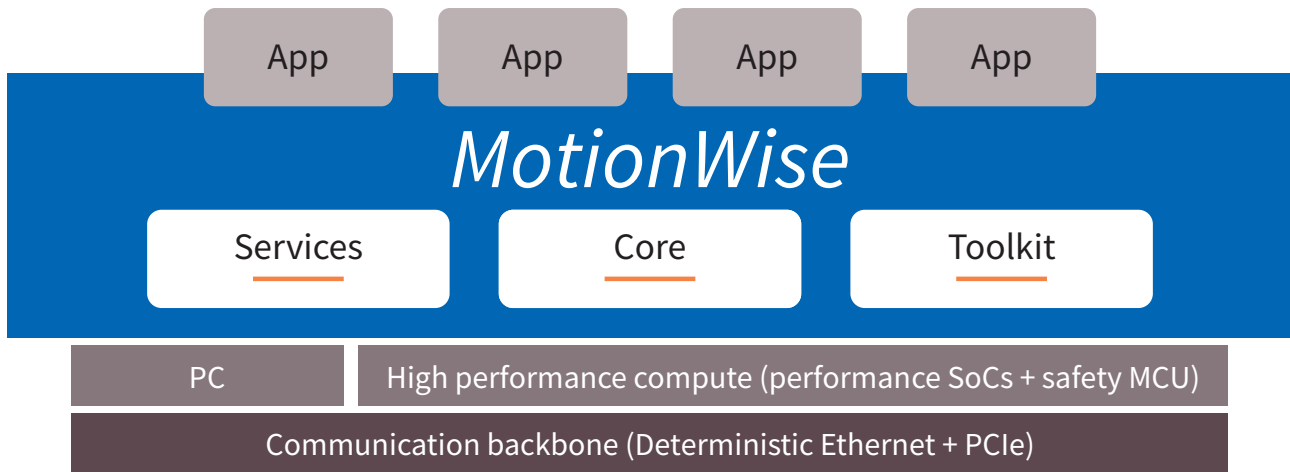 App App App App
MotionWise
Services Core Toolkit
PC High performance compute (performance SoCs + safety MCU)
Communication backbone (Deterministic Ethernet + PCIe)